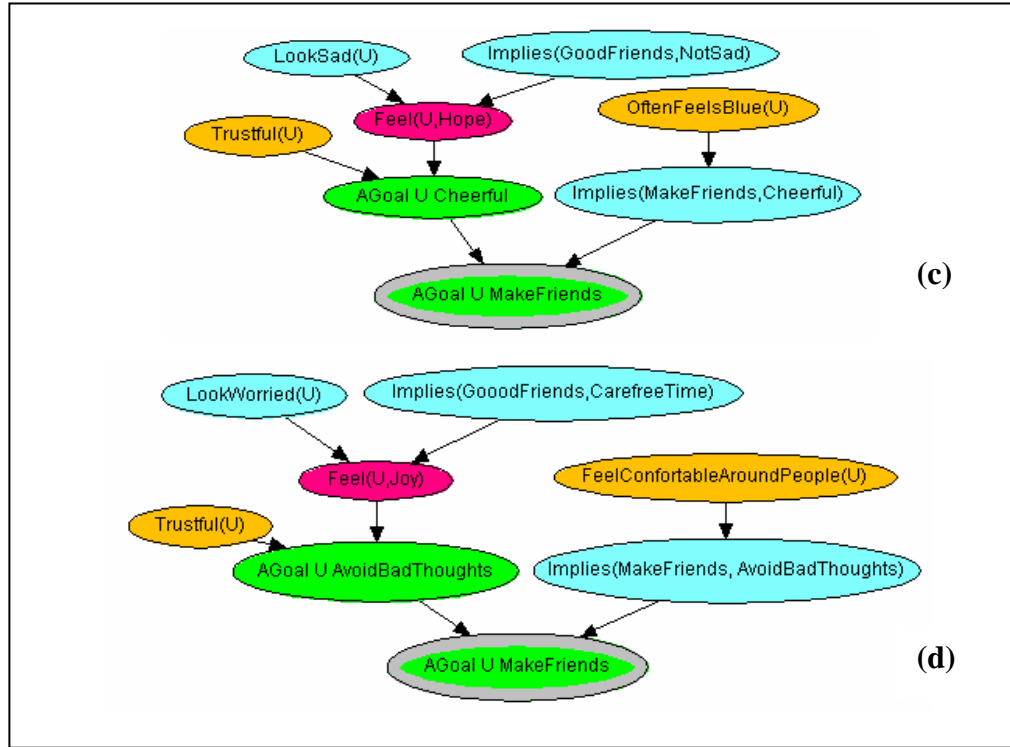 LookSad(U)
Implies(GoodFriends,NotSad)
OftenFeelsBlue(U)
Feel(U,Hope)
Trustful(U)
AGoal U Cheerful
Implies(MakeFriends,Cheerful)
(c)
AGoal U MakeFriends
LookWorried(U)
Implies(GooodFriends,CarefreeTime)
Feel(U,Joy)
FeelConfortableAroundPeople(U)
Trustful(U)
AGoal U AvoidBadThoughts
Implies(MakeFriends, AvoidBadThoughts)
AGoal U MakeFriends
(d)